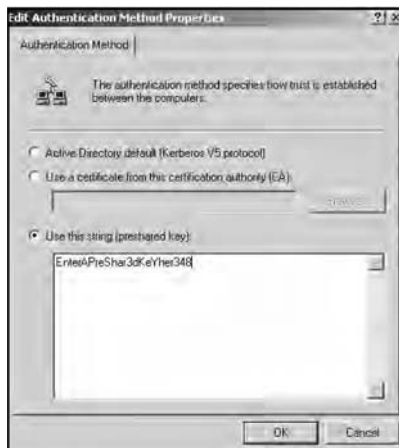 Edit Authentication Method Properties
Authentication Method
The authentication method specifies how trust is established
between the computers.
Active Directory default (Kerberos V5 protocol)
Use a certificate from this certification authority (CA):
Use this string (preshared key):
EnterAPreShar3dKeYher348
OK Cancel